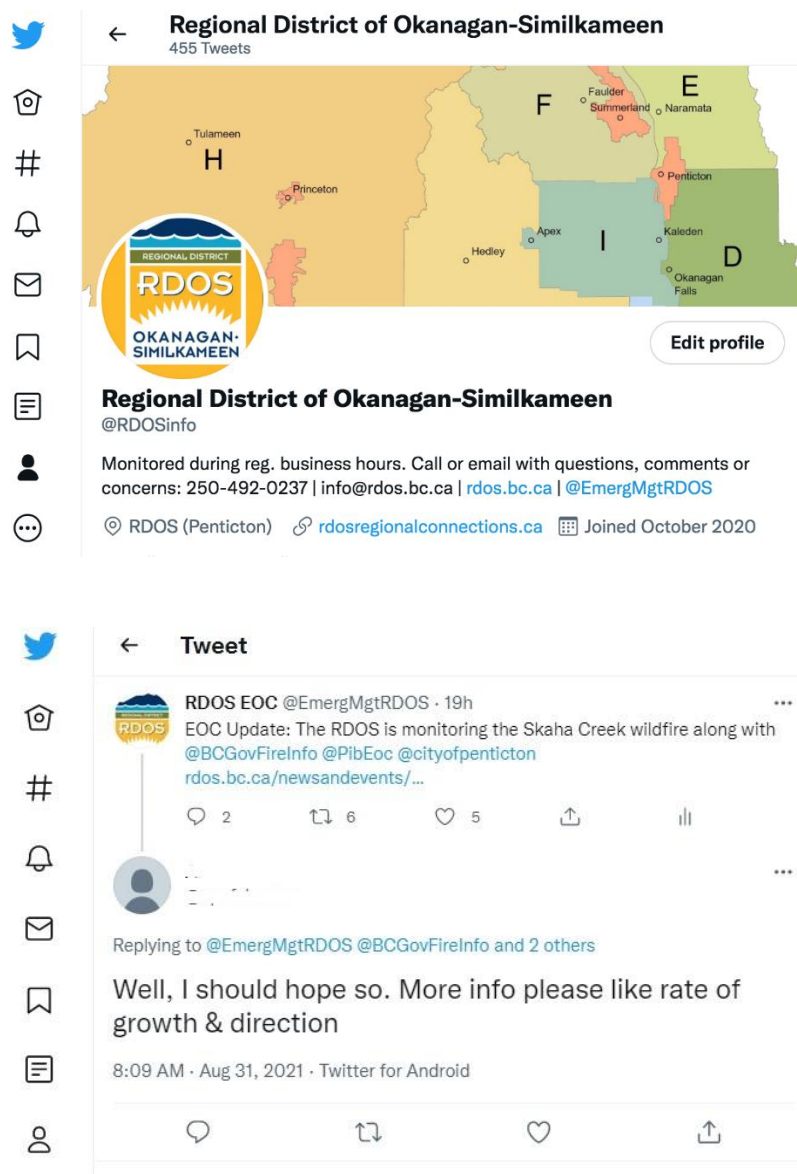 Regional District of Okanagan-Similkameen
455 Tweets
E
F
Faulder
Summerland
Naramata
Tulameen
H
Princeton
Penticton
Apex
I
Kaleden
Hedley
D
Okanagan
Falls
REGIONAL DISTRICT
RDOS
OKANAGAN-
SIMILKAMEEN
Edit profile
Regional District of Okanagan-Similkameen
@RDOSinfo
Monitored during reg. business hours. Call or email with questions, comments or
concerns: 250-492-0237 | info@rdos.bc.ca | rdos.bc.ca | @EmergMgtRDOS
RDOS (Penticton) rdosregionalconnections.ca Joined October 2020
Tweet
REGIONAL DISTRICT
RDOS
RDOS EOC @EmergMgtRDOS · 19h
EOC Update: The RDOS is monitoring the Skaha Creek wildfire along with
@BCGovFireInfo @PibEoc @cityofpenticton
rdos.bc.ca/newsandevents/...
2 6 5
Replying to @EmergMgtRDOS @BCGovFireInfo and 2 others
Well, I should hope so. More info please like rate of
growth & direction
8:09 AM · Aug 31, 2021 · Twitter for Android